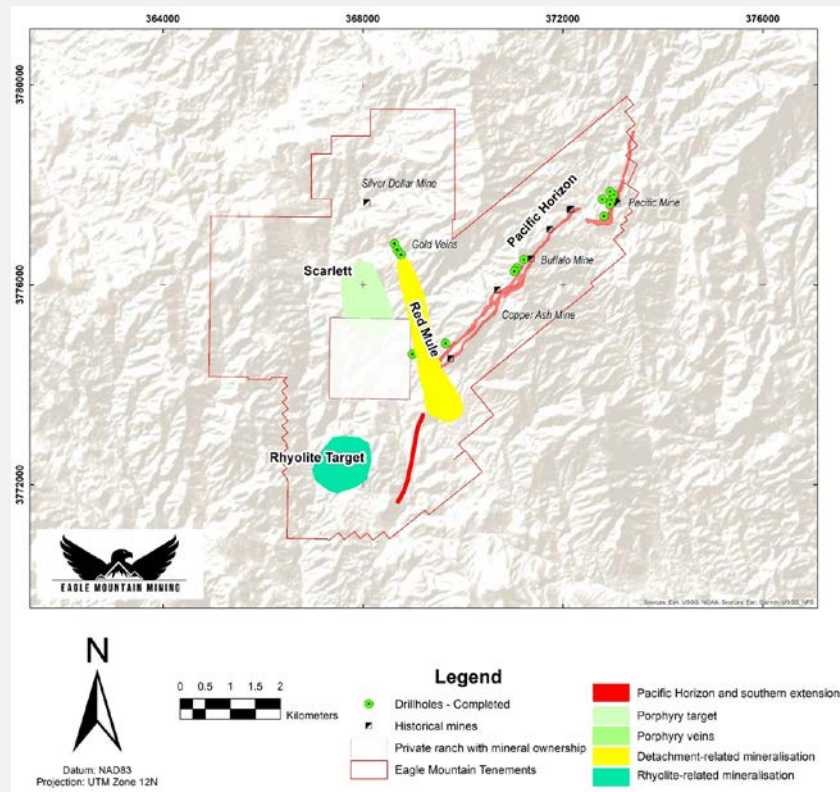 364000
368000
372000
376000
3780000
3776000
3772000
Silver Dollar Mine
Pacific Horizon
Pacific Mine
Gold Veins
Scarlett
Buffalo Mine
Red Mule
Copper Ash Mine
Rhyolite Target
EAGLE MOUNTAIN MINING
Sources: Esri, USGS, NOAA, Sources: Esri, Garmin, USGS, NPS
N
Datum: NAD83
Projection: UTM Zone 12N
0 0.5 1 1.5 2
Kilometers
Legend
Drillholes - Completed
Historical mines
Private ranch with mineral ownership
Eagle Mountain Tenements
Pacific Horizon and southern extension
Porphyry target
Porphyry veins
Detachment-related mineralisation
Rhyolite-related mineralisation